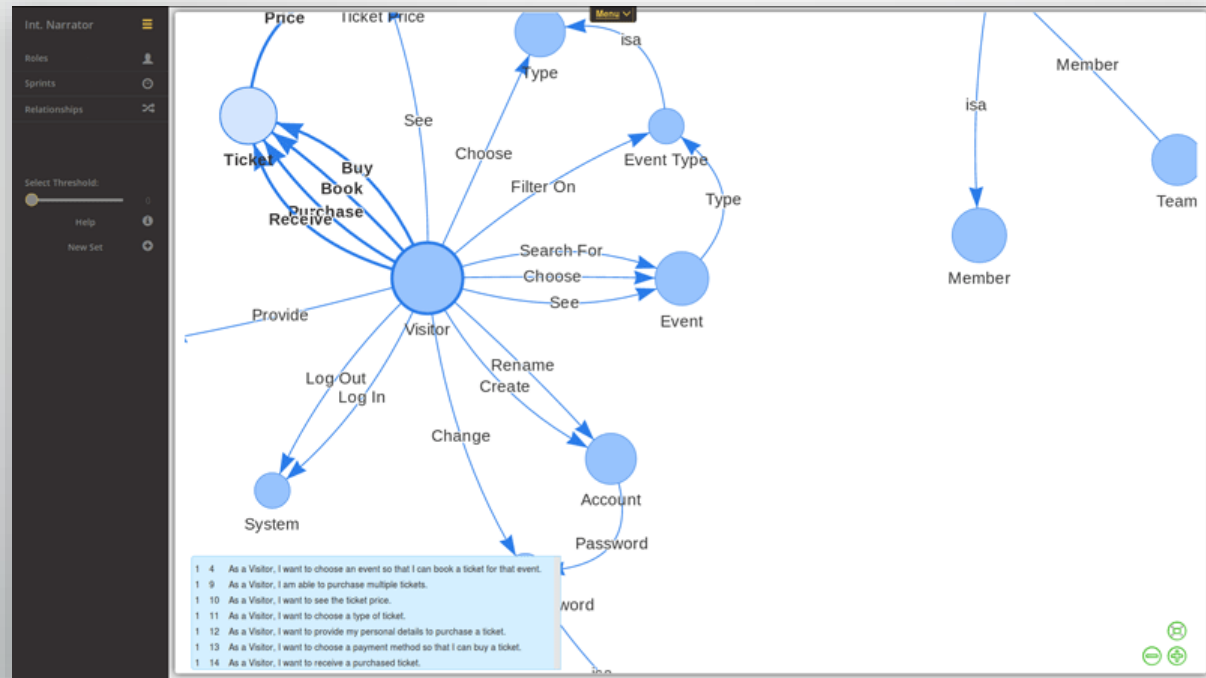 Int. Narrator
Roles
Sprints
Relationships
Select Threshold:
0
Help
New Set
Menu
Price
Ticket Price
isa
Type
Member
See
isa
Ticket
Choose
Event Type
Buy
Book
Filter On
Type
Team
Purchase
Receive
Search For
Choose
See
Member
Event
Provide
Visitor
Rename
Create
Log Out
Log In
Change
Account
System
Password
word
isa
1 4 As a Visitor, I want to choose an event so that I can book a ticket for that event.
1 9 As a Visitor, I am able to purchase multiple tickets.
1 10 As a Visitor, I want to see the ticket price.
1 11 As a Visitor, I want to choose a type of ticket.
1 12 As a Visitor, I want to provide my personal details to purchase a ticket.
1 13 As a Visitor, I want to choose a payment method so that I can buy a ticket.
1 14 As a Visitor, I want to receive a purchased ticket.